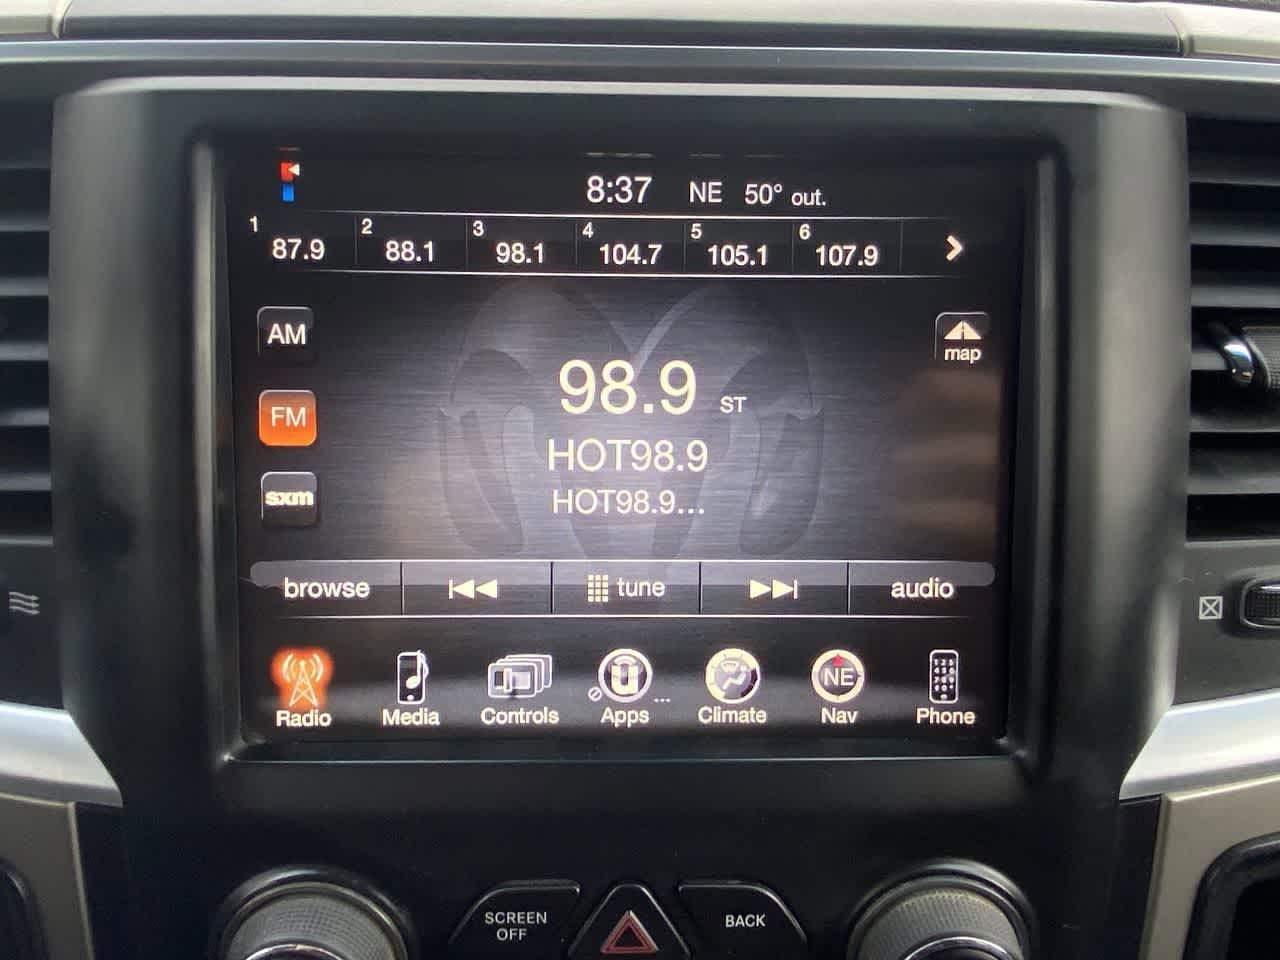 8:37 NE 50° out.
1 2 3 4 5 6
87.9 88.1 98.1 104.7 105.1 107.9
AM
map
98.9 ST
FM
HOT98.9
sxm
HOT98.9...
browse tune audio
NE
Radio Media Controls Apps ... Climate Nav Phone
SCREEN OFF
BACK